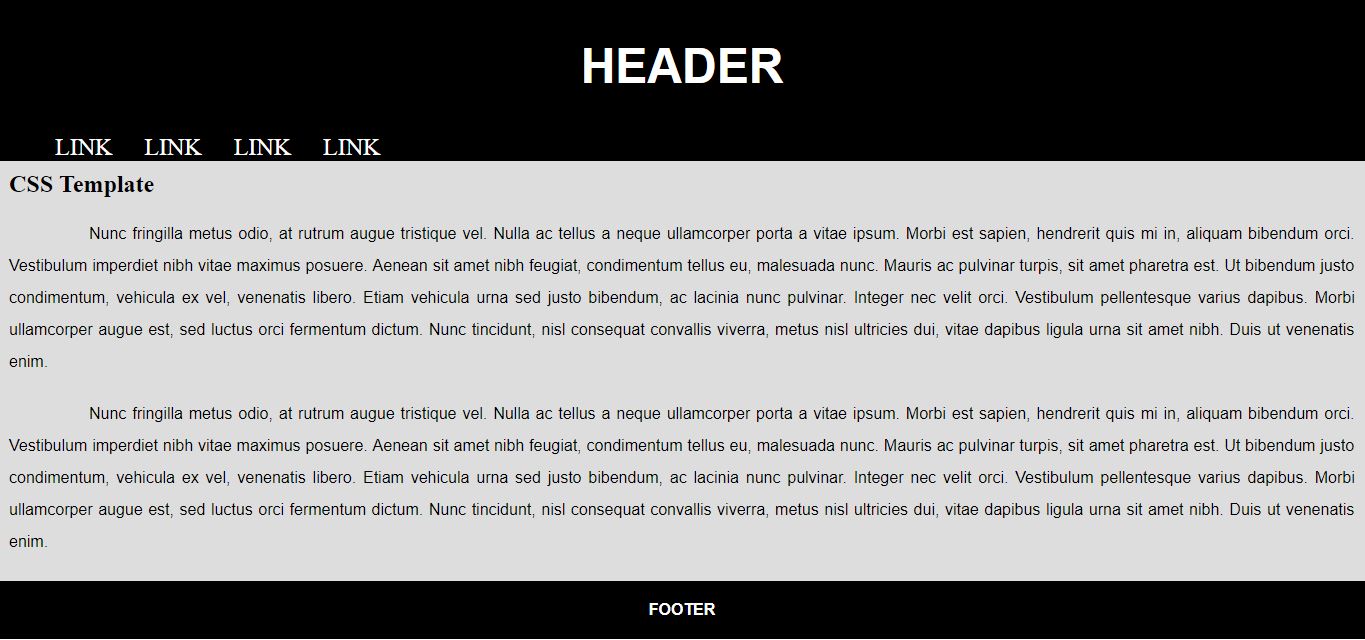 HEADER
LINK LINK LINK LINK
CSS Template
Nunc fringilla metus odio, at rutrum augue tristique vel. Nulla ac tellus a neque ullamcorper porta a vitae ipsum. Morbi est sapien, hendrerit quis mi in, aliquam bibendum orci.
Vestibulum imperdiet nibh vitae maximus posuere. Aenean sit amet nibh feugiat, condimentum tellus eu, malesuada nunc. Mauris ac pulvinar turpis, sit amet pharetra est. Ut bibendum justo
condimentum, vehicula ex vel, venenatis libero. Etiam vehicula urna sed justo bibendum, ac lacinia nunc pulvinar. Integer nec velit orci. Vestibulum pellentesque varius dapibus. Morbi
ullamcorper augue est, sed luctus orci fermentum dictum. Nunc tincidunt, nisl consequat convallis viverra, metus nisl ultricies dui, vitae dapibus ligula urna sit amet nibh. Duis ut venenatis
enim.
Nunc fringilla metus odio, at rutrum augue tristique vel. Nulla ac tellus a neque ullamcorper porta a vitae ipsum. Morbi est sapien, hendrerit quis mi in, aliquam bibendum orci.
Vestibulum imperdiet nibh vitae maximus posuere. Aenean sit amet nibh feugiat, condimentum tellus eu, malesuada nunc. Mauris ac pulvinar turpis, sit amet pharetra est. Ut bibendum justo
condimentum, vehicula ex vel, venenatis libero. Etiam vehicula urna sed justo bibendum, ac lacinia nunc pulvinar. Integer nec velit orci. Vestibulum pellentesque varius dapibus. Morbi
ullamcorper augue est, sed luctus orci fermentum dictum. Nunc tincidunt, nisl consequat convallis viverra, metus nisl ultricies dui, vitae dapibus ligula urna sit amet nibh. Duis ut venenatis
enim.
FOOTER